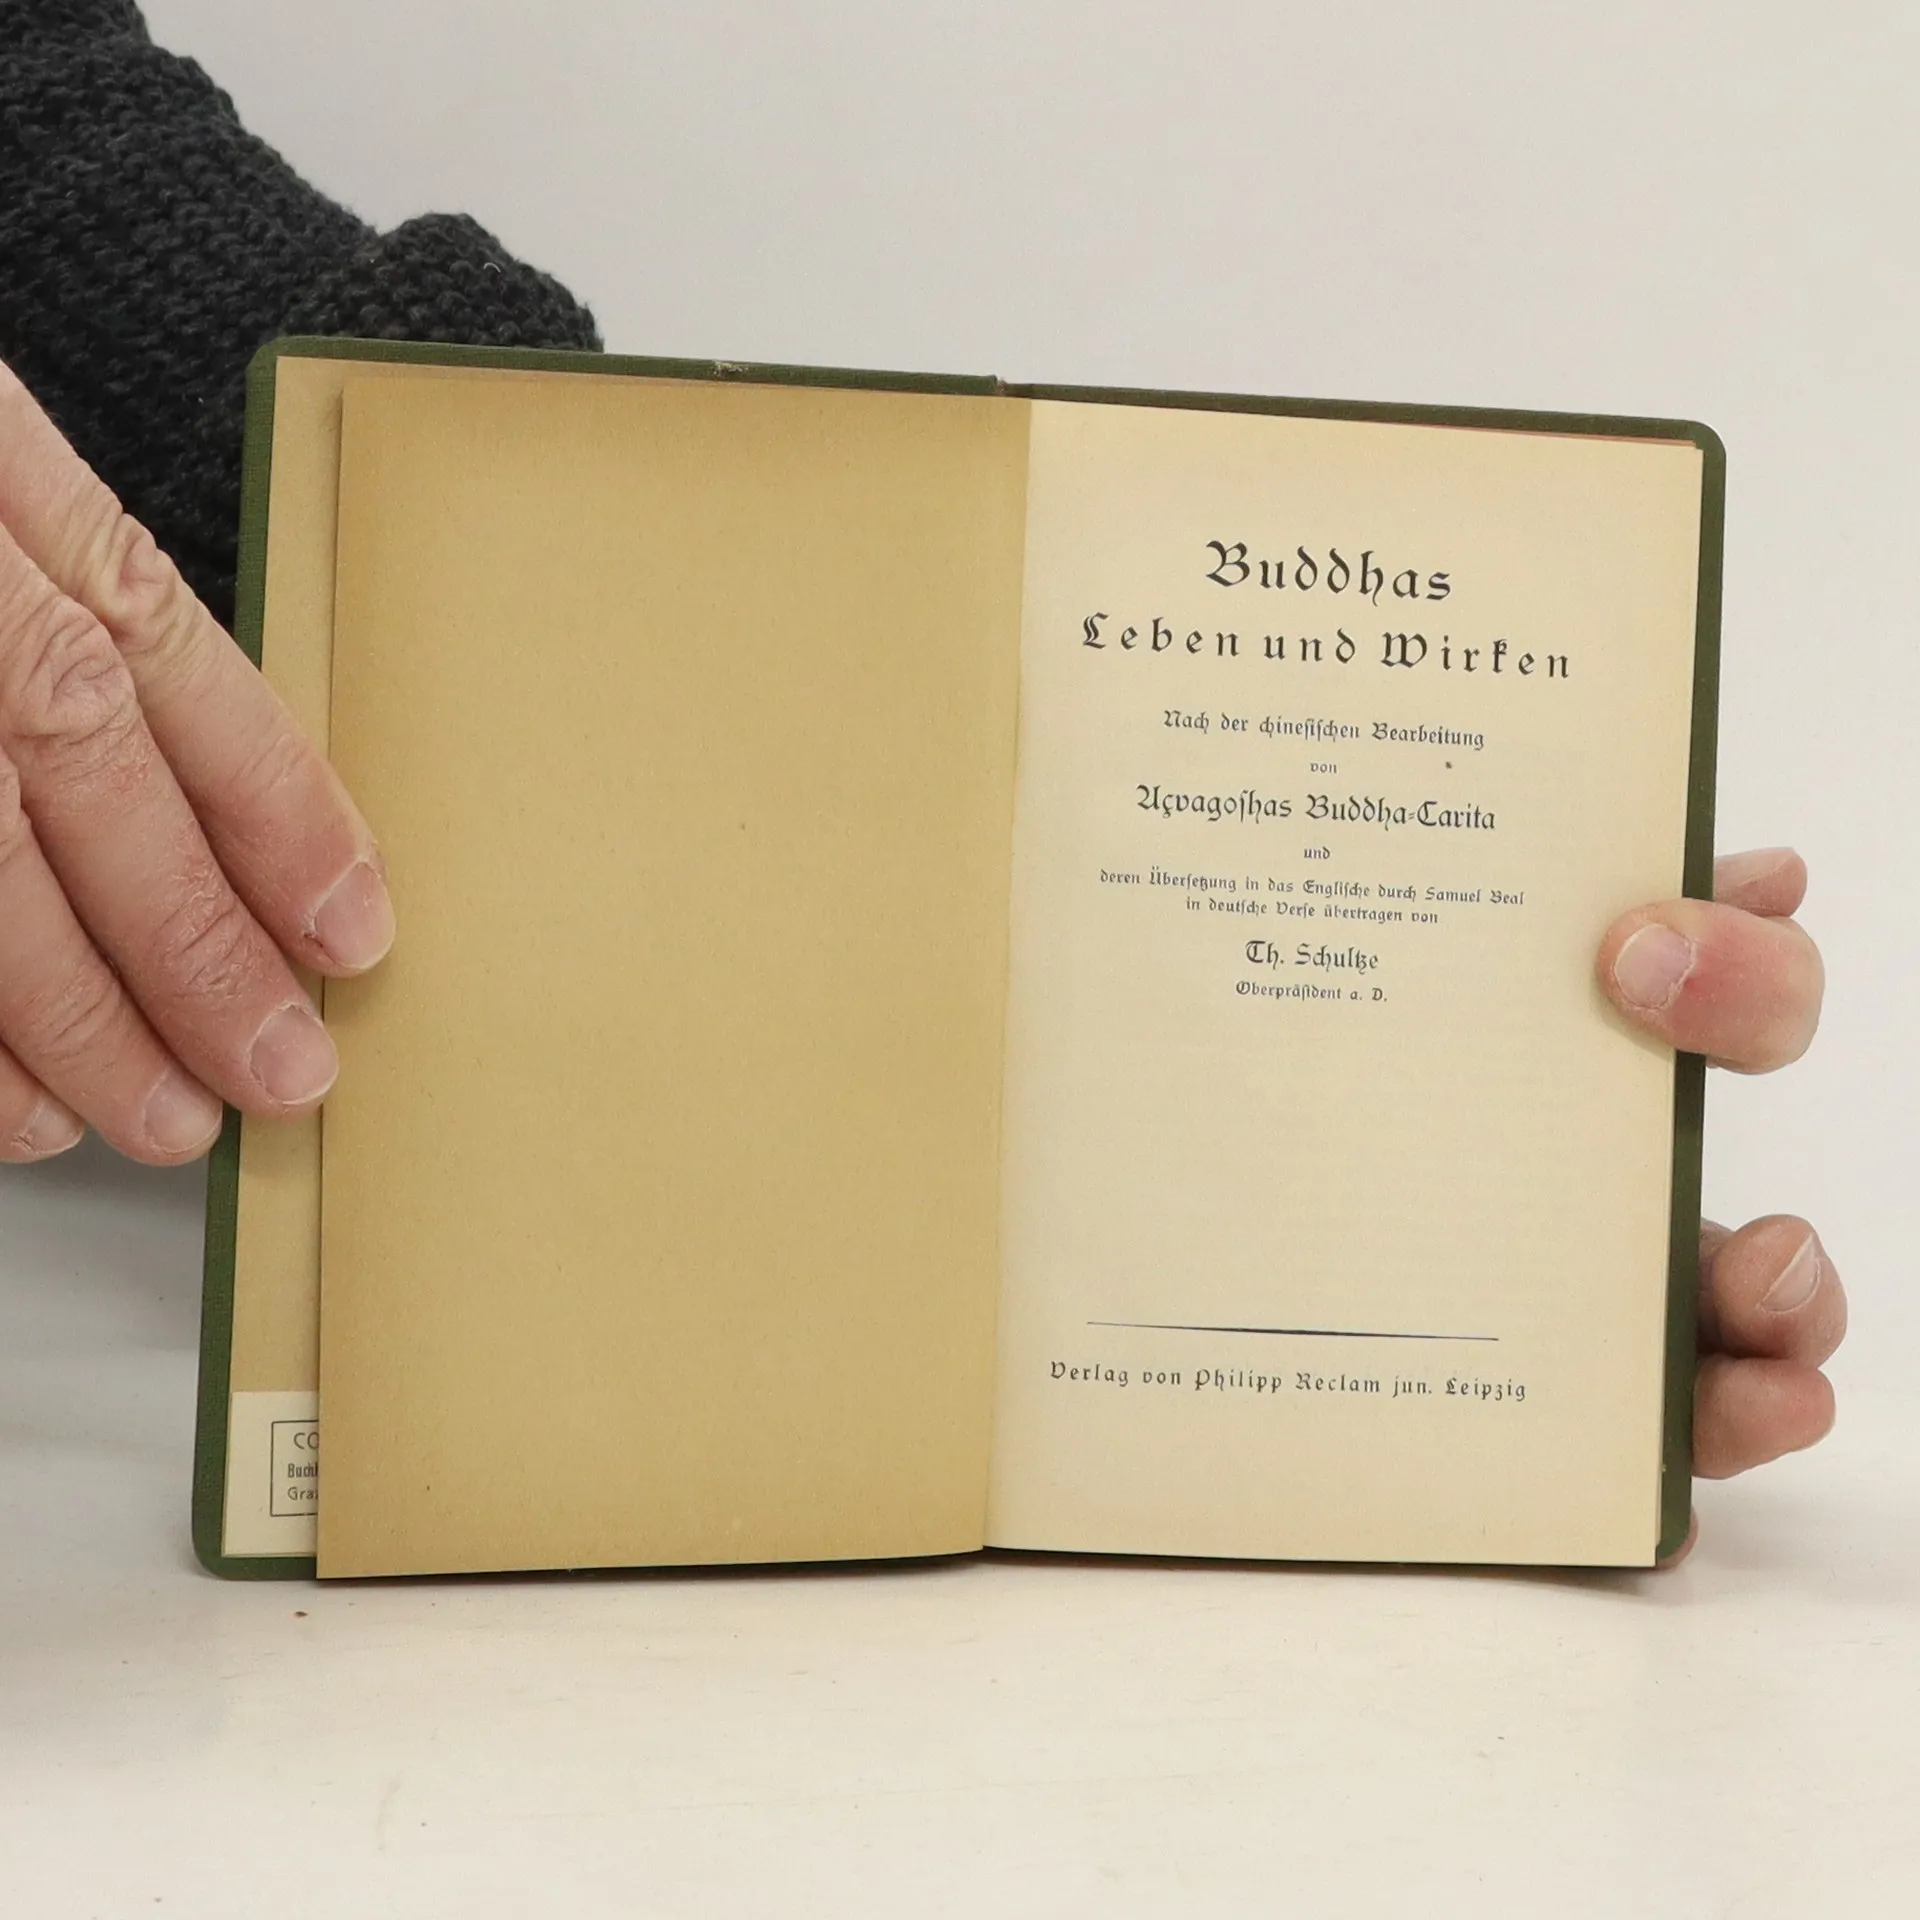 Buddhas
Leben und Wirken
Nach der chinesischen Bearbeitung
von
Açvagoshas Buddha-Carita
und
deren Übersetzung in das Englische durch Samuel Beal
in deutsche Verse übertragen von
Th. Schultze
Oberpräsident a. D.
Verlag von Philipp Reclam jun. Leipzig